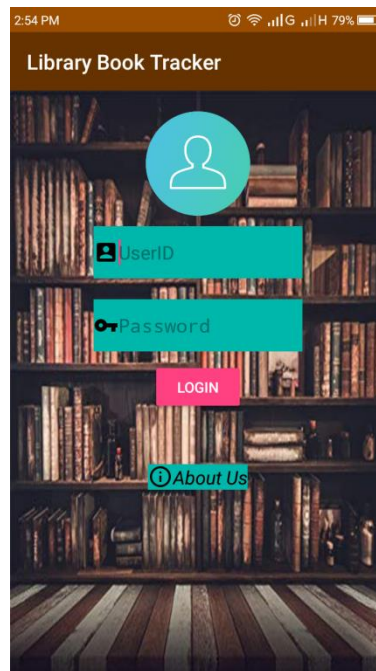 2:54 PM G H 79%
Library Book Tracker
UserID
Password
LOGIN
About Us